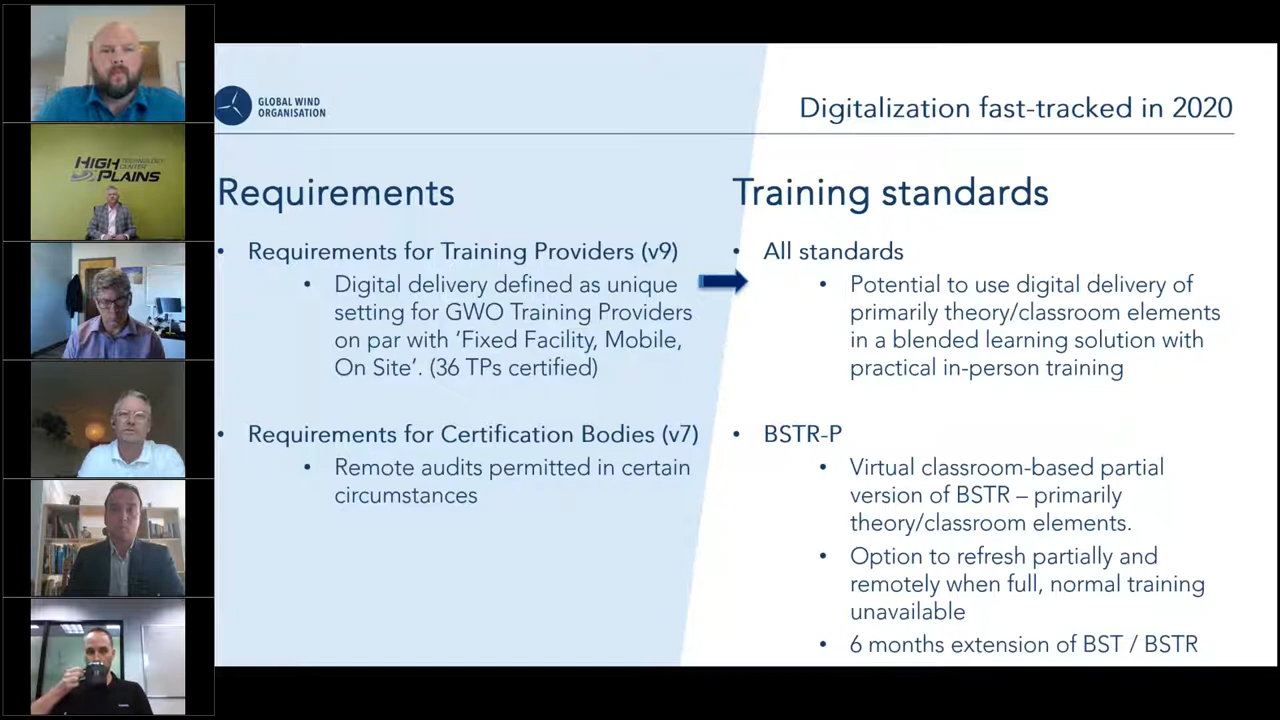 HIGH TECHNOLOGY
CENTER
PLAINS
GLOBAL WIND
ORGANISATION
Digitalization fast-tracked in 2020
Requirements
• Requirements for Training Providers (v9)
• Digital delivery defined as unique
setting for GWO Training Providers
on par with ‘Fixed Facility, Mobile,
On Site’. (36 TPs certified)
• Requirements for Certification Bodies (v7)
• Remote audits permitted in certain
circumstances
Training standards
• All standards
• Potential to use digital delivery of
primarily theory/classroom elements
in a blended learning solution with
practical in-person training
• BSTR-P
• Virtual classroom-based partial
version of BSTR – primarily
theory/classroom elements.
• Option to refresh partially and
remotely when full, normal training
unavailable
• 6 months extension of BST / BSTR